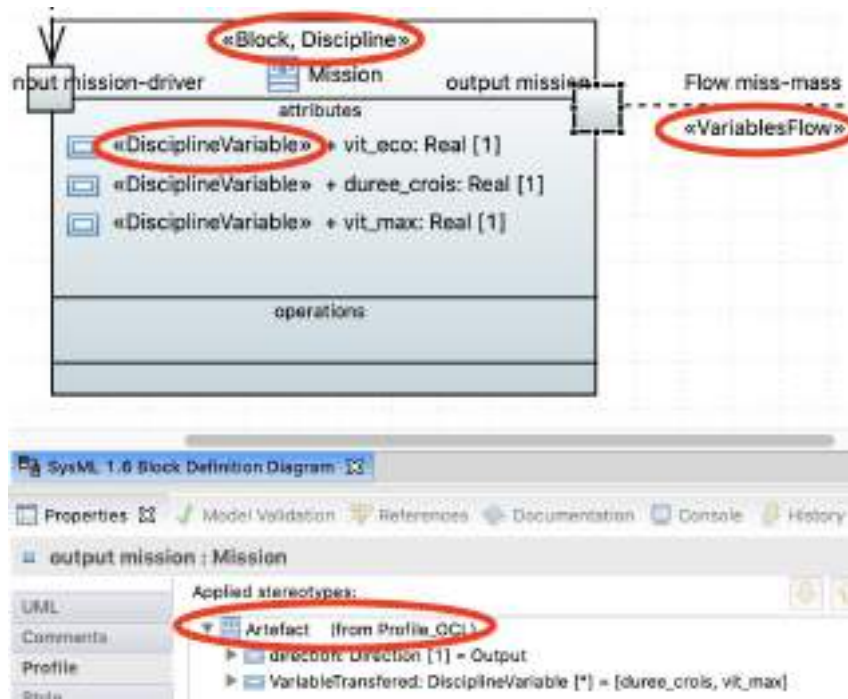 «Block, Discipline»
nput mission-driver
Mission
output mission
Flow miss-mass
«VariablesFlow»
attributes
«DisciplineVariable» + vit_eco: Real [1]
«DisciplineVariable» + duree_crois: Real [1]
«DisciplineVariable» + vit_max: Real [1]
operations
SysML 1.6 Block Definition Diagram
Properties
Model Validation
References
Documentation
Console
History
output mission : Mission
Applied stereotypes:
UML
Comments
Profile
Style
Artefact (from Profile_OCL)
direction: Direction [1] = Output
VariableTransfered: DisciplineVariable [*] = [duree_crois, vit_max]